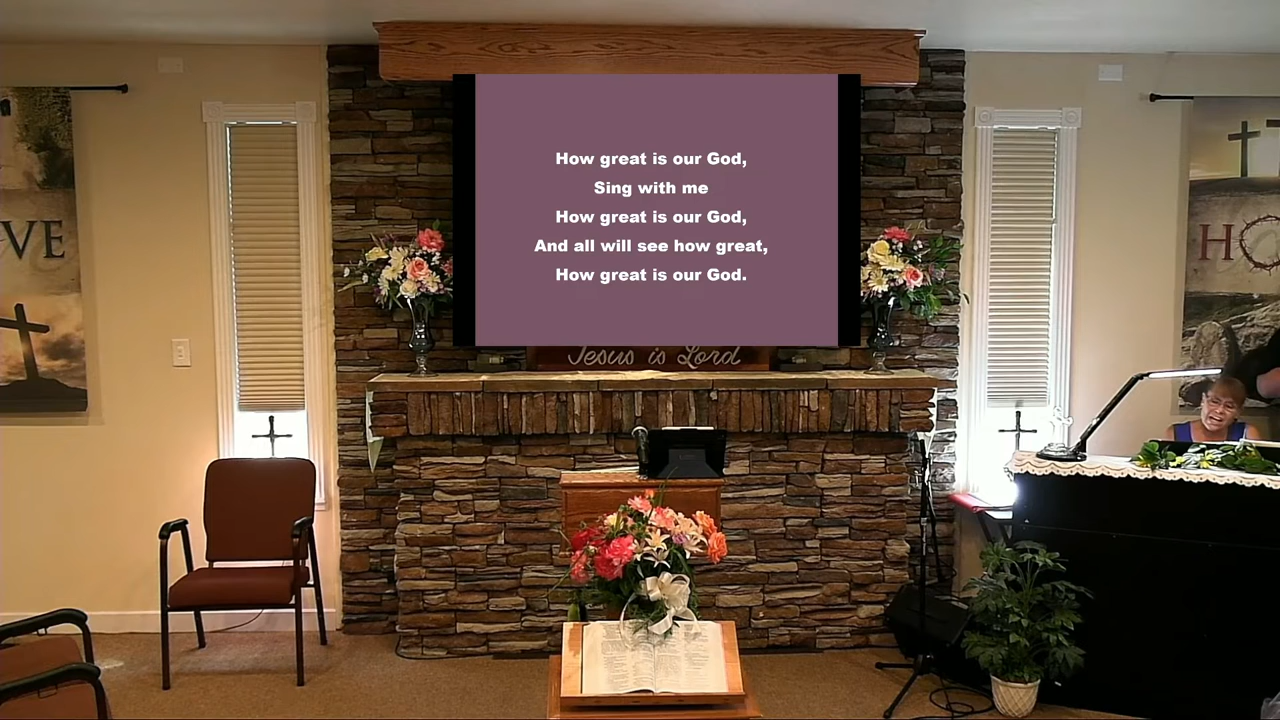 How great is our God,
Sing with me
How great is our God,
And all will see how great,
How great is our God.
Jesus is Lord
VE
HO